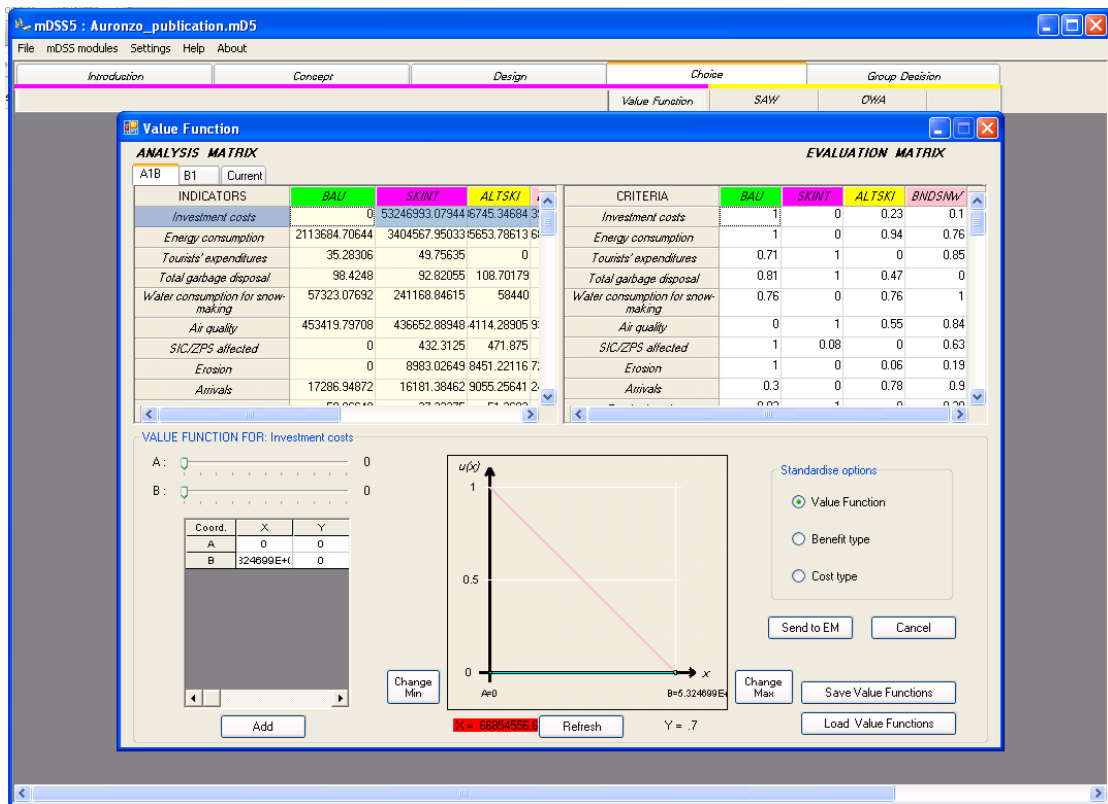 mDSS5 : Auronzo_publication.mD5
File mDSS modules Settings Help About
Introduction Concept Design Choice Group Decision
Value Function SAW OWA
Value Function
ANALYSIS MATRIX EVALUATION MATRIX
A1B B1 Current
INDICATORS BAU SKINT ALTSKI CRITERIA BAU SKINT ALTSKI BNDSNW
Investment costs 0 53246993.07944 6745.34684 Investment costs 1 0 0.23 0.1
Energy consumption 2113684.70644 3404567.95033 5653.78613 Energy consumption 1 0 0.94 0.76
Tourists' expenditures 35.28306 49.75635 0 Tourists' expenditures 0.71 1 0 0.85
Total garbage disposal 98.4248 92.82055 108.70179 Total garbage disposal 0.81 1 0.47 0
Water consumption for snow-making 57323.07692 241168.84615 58440 Water consumption for snow-making 0.76 0 0.76 1
Air quality 453419.79708 436652.88948 4114.28905 Air quality 0 1 0.55 0.84
SIC/ZPS affected 0 432.3125 471.875 SIC/ZPS affected 1 0.08 0 0.63
Erosion 0 8983.02649 8451.22116 Erosion 1 0 0.06 0.19
Arrivals 17286.94872 16181.38462 9055.25641 Arrivals 0.3 0 0.78 0.9
VALUE FUNCTION FOR: Investment costs
A : 0
B : 0
Coord. X Y
A 0 0
B 324699E+( 0
Add
Change Min
u(x)
1
0.5
0
x
A=0 B=5.324699E+
Change Max
X = 66854556.6 Refresh Y = .7
Standardise options
Value Function
Benefit type
Cost type
Send to EM Cancel
Save Value Functions
Load Value Functions